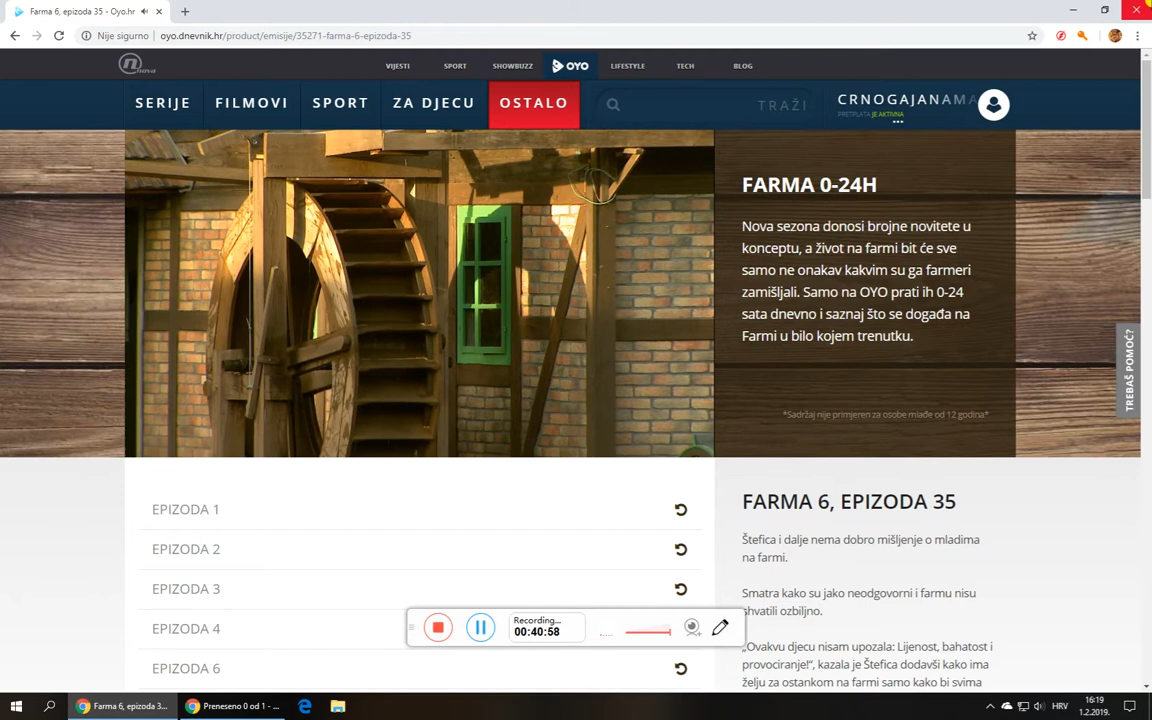 Farma 6, epizoda 35 - Oyo.hr
Nije sigurno
oyo.dnevnik.hr/product/emisije/35271-farma-6-epizoda-35
nova
VIJESTI
SPORT
SHOWBUZZ
OYO
LIFESTYLE
TECH
BLOG
SERIJE
FILMOVI
SPORT
ZA DJECU
OSTALO
TRAŽI
CRNOGAJANAMA
PRETPLATA JE AKTIVNA
FARMA 0-24H
Nova sezona donosi brojne novitete u
konceptu, a život na farmi bit će sve
samo ne onakav kakvim su ga farmeri
zamišljali. Samo na OYO prati ih 0-24
sata dnevno i saznaj što se događa na
Farmi u bilo kojem trenutku.
*Sadržaj nije primjeren za osobe mlađe od 12 godina*
TREBAŠ POMOĆ?
EPIZODA 1
EPIZODA 2
EPIZODA 3
EPIZODA 4
EPIZODA 6
FARMA 6, EPIZODA 35
Štefica i dalje nema dobro mišljenje o mladima
na farmi.
Smatra kako su jako neodgovorni i farmu nisu
shvatili ozbiljno.
„Ovakvu djecu nisam upozala: Lijenost, bahatost i
provociranje!“, kazala je Štefica dodavši kako ima
želju za ostankom na farmi samo kako bi svima
Recording...
00:40:58
Farma 6, epizoda 3...
Preneseno 0 od 1 - ...
HRV
16:19
1.2.2019.